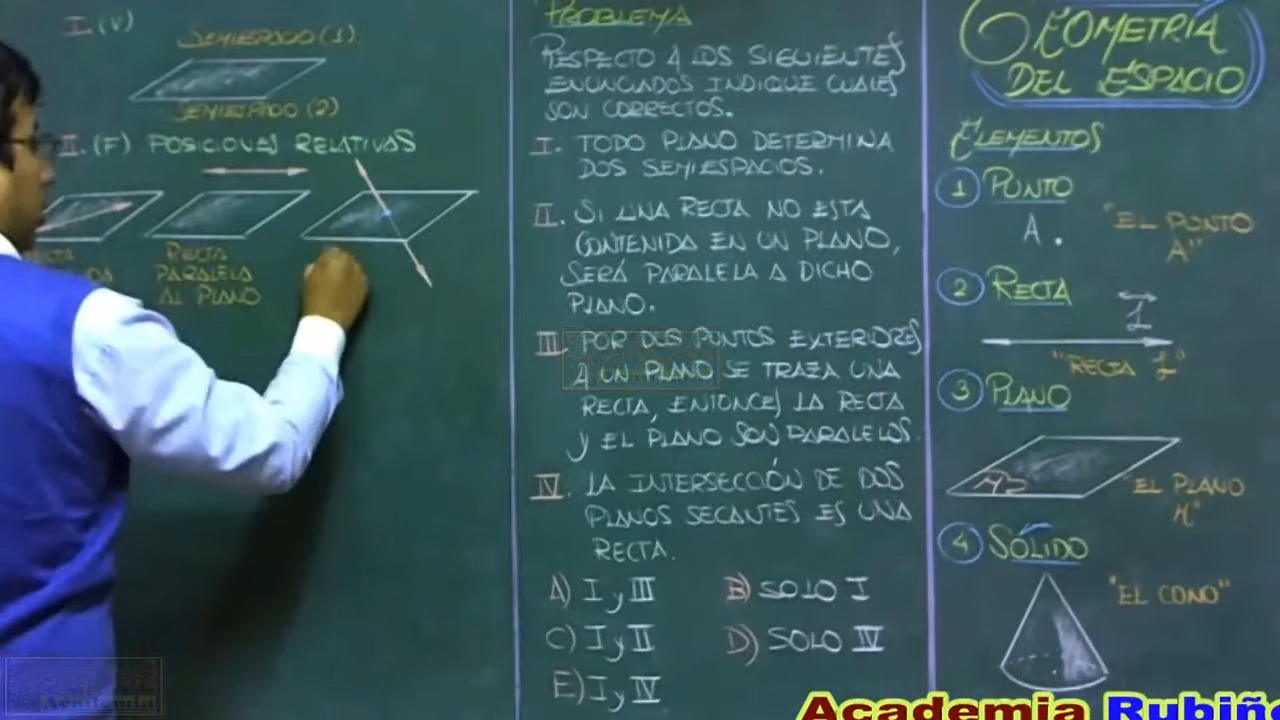 I. (V)
SEMIESPACIO (1)
SEMIESPACIO (2)
II. (F) POSICIONES RELATIVAS
RECTA
PARALELA
AL PLANO
PROBLEMA
RESPECTO A LOS SIGUIENTES
ENUNCIADOS INDIQUE CUALES
SON CORRECTOS.
I. TODO PLANO DETERMINA
DOS SEMIESPACIOS.
II. SI UNA RECTA NO ESTA
CONTENIDA EN UN PLANO,
SERÁ PARALELA A DICHO
PLANO.
III. POR DOS PUNTOS EXTERIORES
A UN PLANO SE TRAZA UNA
RECTA, ENTONCES LA RECTA
y EL PLANO SON PARALELOS.
IV. LA INTERSECCIÓN DE DOS
PLANOS SECANTES ES UNA
RECTA.
A) I y III B) SOLO I
C) I y II D) SOLO IV
E) I y IV
GEOMETRIA
DEL ESPACIO
ELEMENTOS
1 PUNTO
A . "EL PUNTO
A"
2 RECTA
L
"RECTA L"
3 PLANO
M
EL PLANO
M"
4 SÓLIDO
"EL CONO"
Academia
Academia Rubiñ